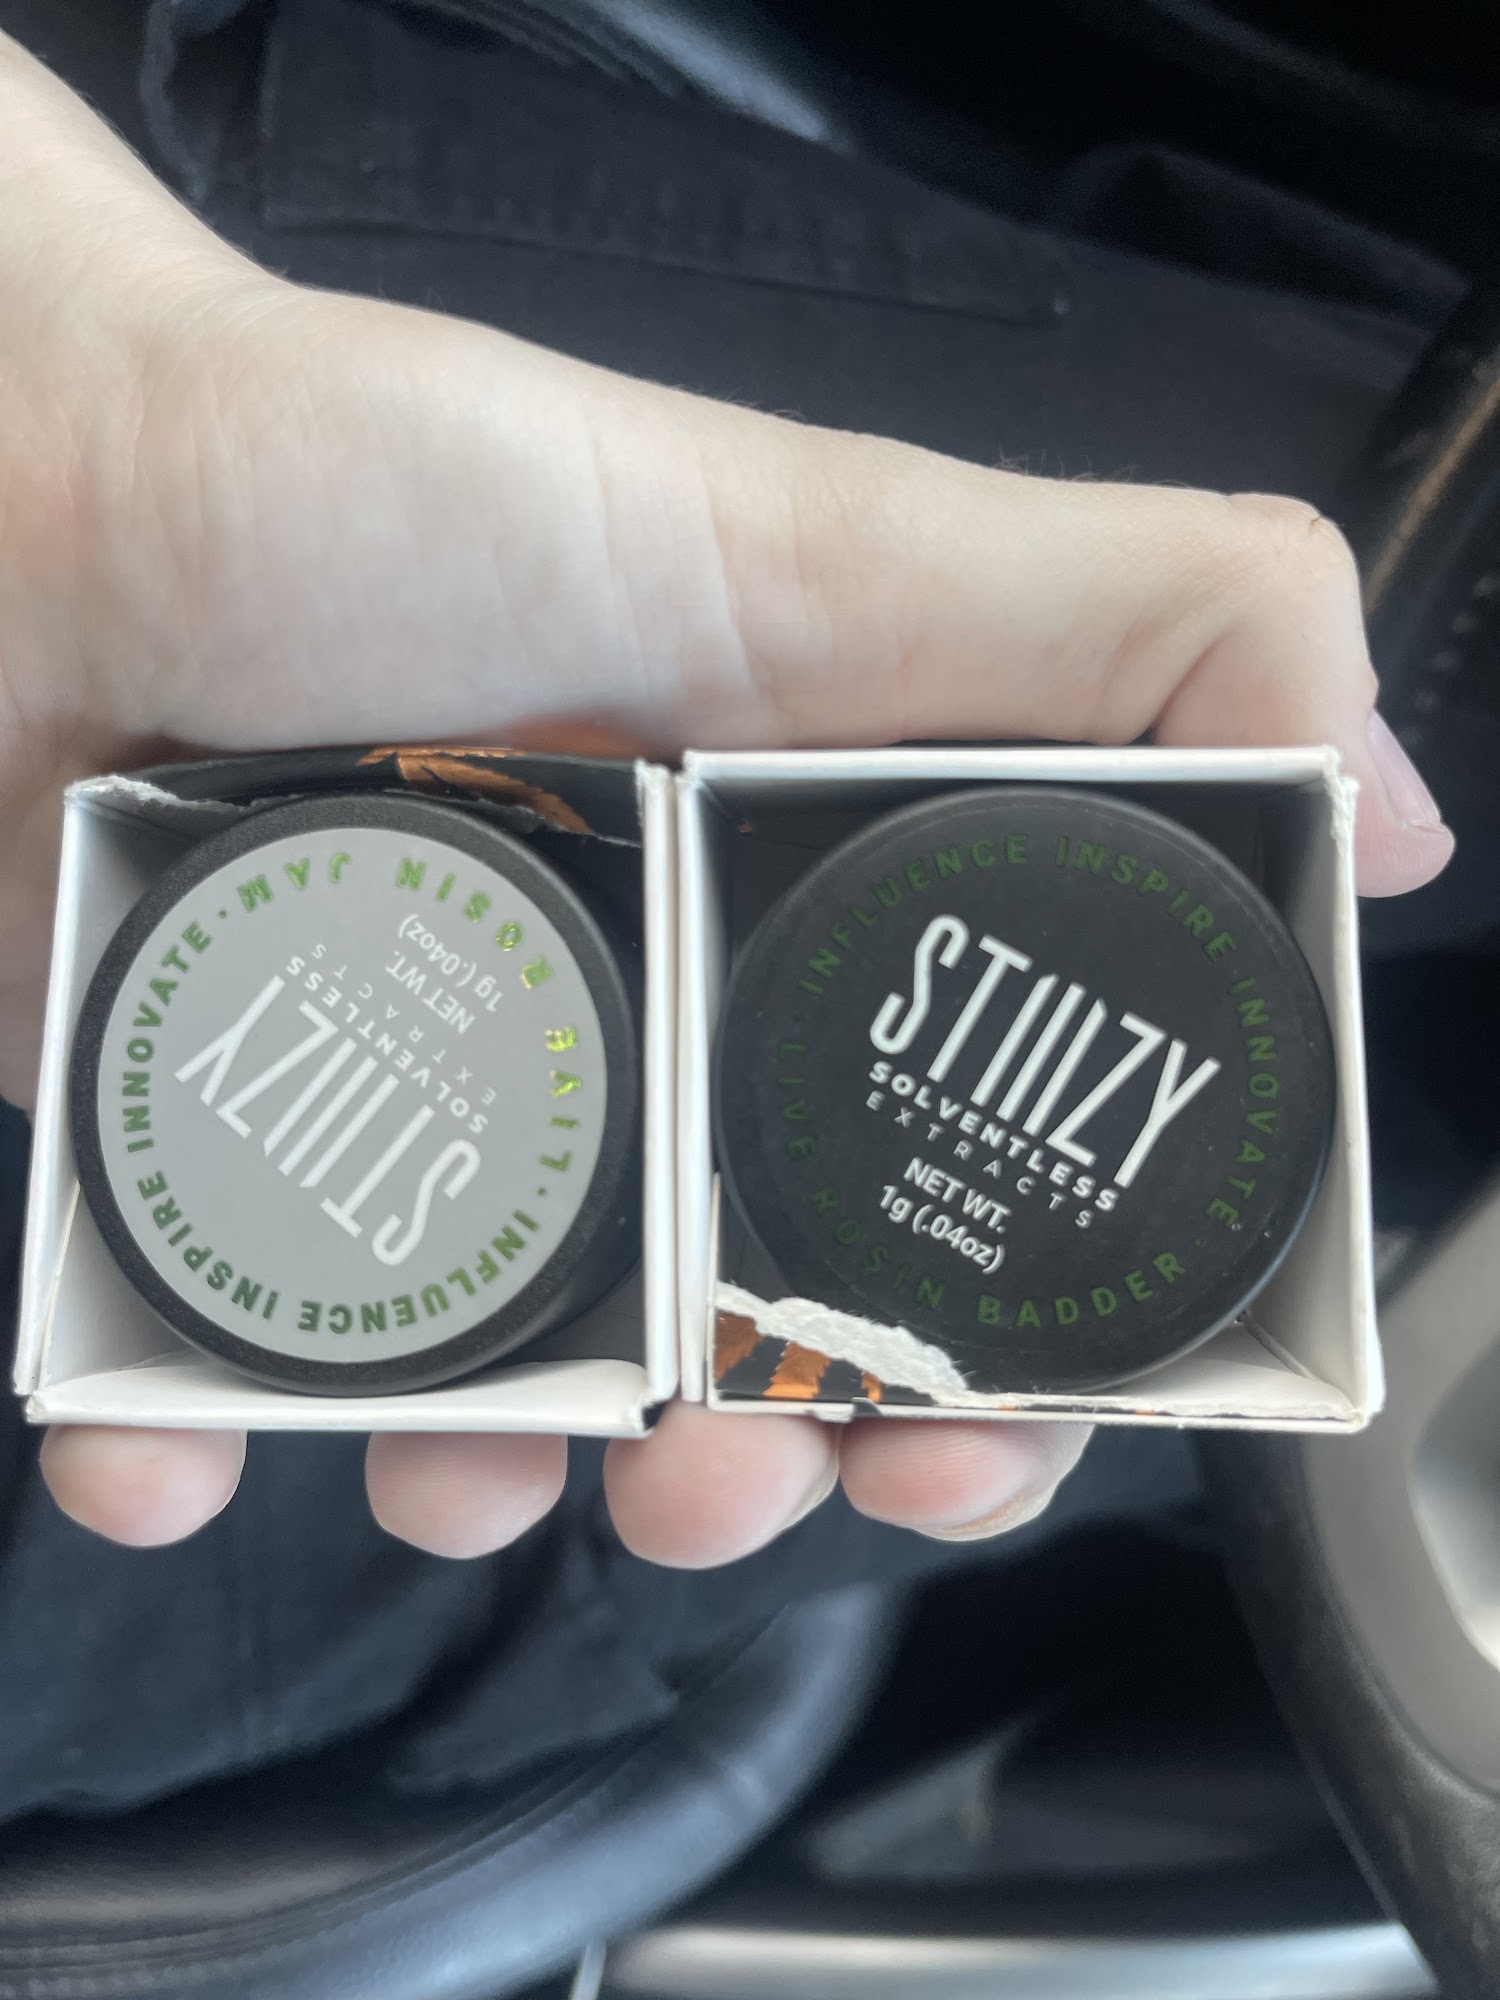 STIIIZY
SOLVENTLESS
EXTRACTS
NET WT.
1g (.04oz)
LIVE ROSIN JAM · INFLUENCE INSPIRE INNOVATE ·
STIIIZY
SOLVENTLESS
EXTRACTS
NET WT.
1g (.04oz)
LIVE ROSIN BADDER · INFLUENCE INSPIRE INNOVATE ·